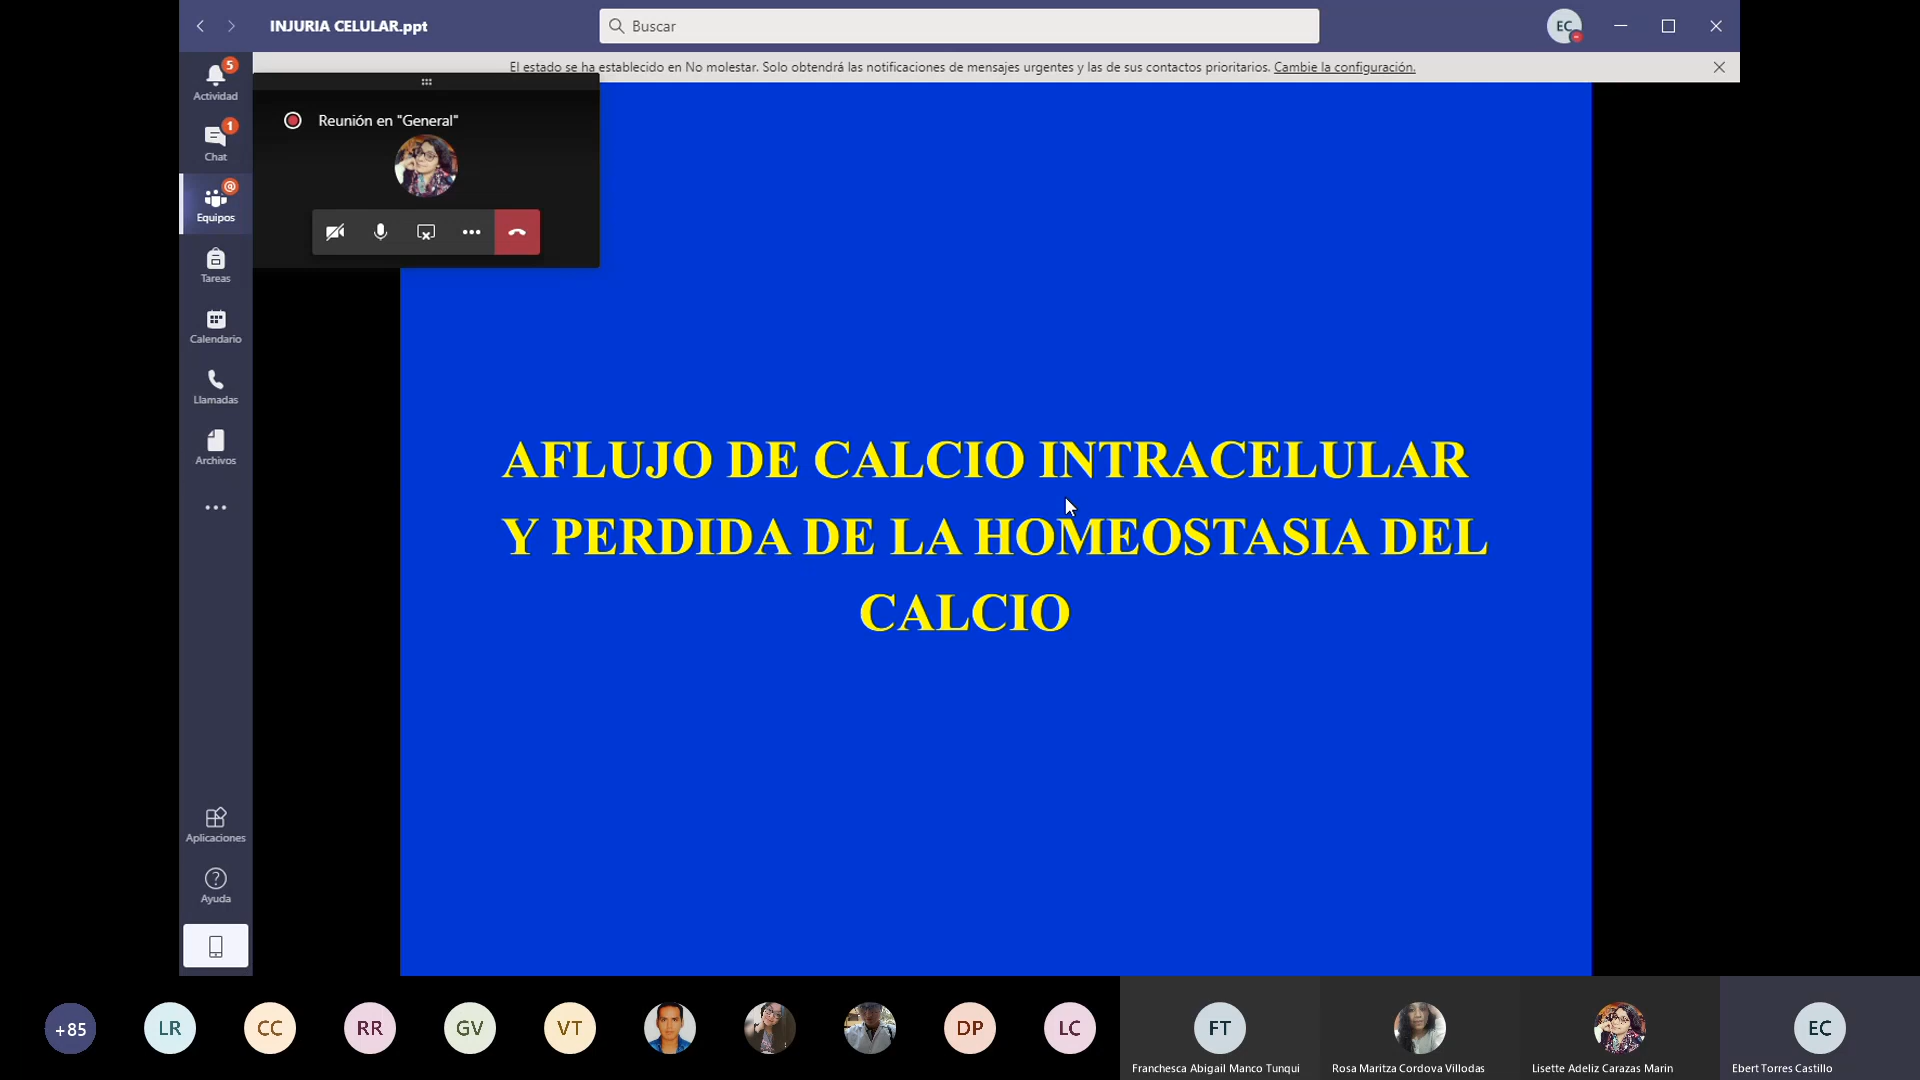 INJURIA CELULAR.ppt
Buscar
EC
El estado se ha establecido en No molestar. Solo obtendrá las notificaciones de mensajes urgentes y las de sus contactos prioritarios. Cambie la configuración.
5
Actividad
1
Chat
@
Equipos
Tareas
Calendario
Llamadas
Archivos
Aplicaciones
Ayuda
Reunión en "General"
AFLUJO DE CALCIO INTRACELULAR
Y PERDIDA DE LA HOMEOSTASIA DEL
CALCIO
+85
LR
CC
RR
GV
VT
DP
LC
FT
EC
Franchesca Abigail Manco Tunqui
Rosa Maritza Cordova Villodas
Lisette Adeliz Carazas Marin
Ebert Torres Castillo